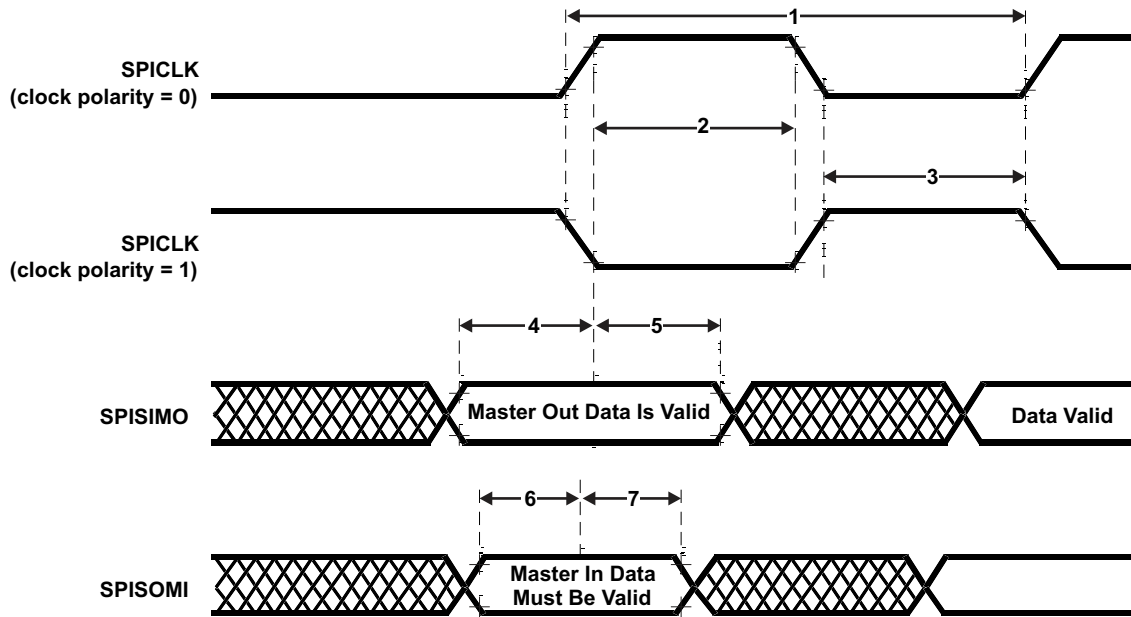 1
SPICLK
(clock polarity = 0)
2
3
SPICLK
(clock polarity = 1)
4
5
SPISIMO
Master Out Data Is Valid
Data Valid
6
7
SPISOMI
Master In Data
Must Be Valid